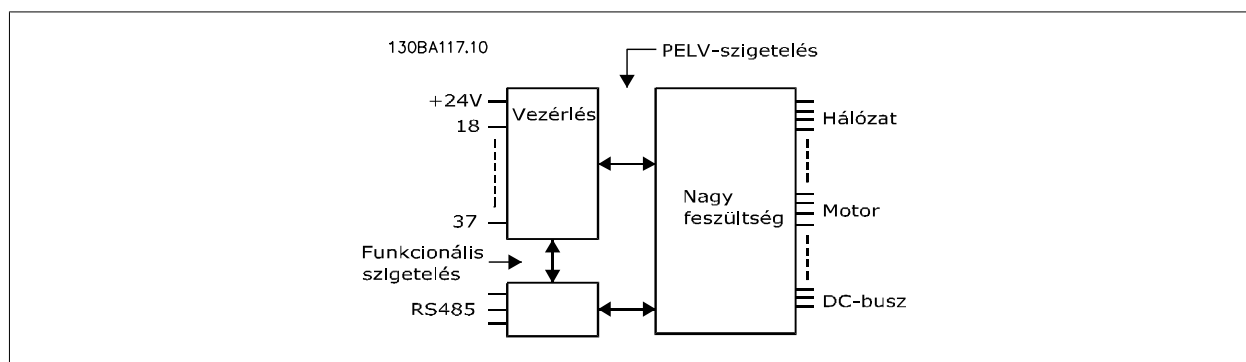 130BA117.10
PELV-szigetelés
+24V
Vezérlés
18
Hálózat
Nagy
feszültség
Motor
37
Funkcionális
szigetelés
RS485
DC-busz